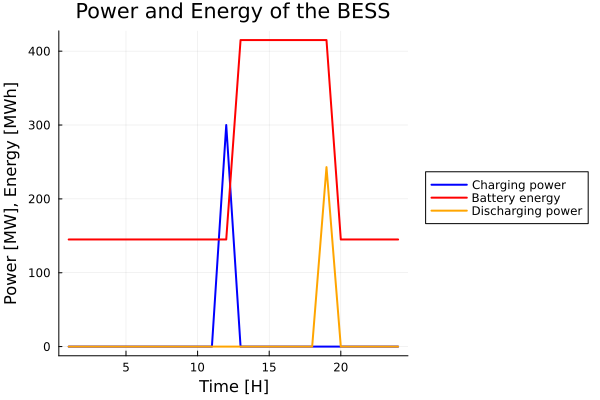 Power and Energy of the BESS
Power [MW], Energy [MWh]
400
300
200
100
0
5 10 15 20
Time [H]
Charging power
Battery energy
Discharging power